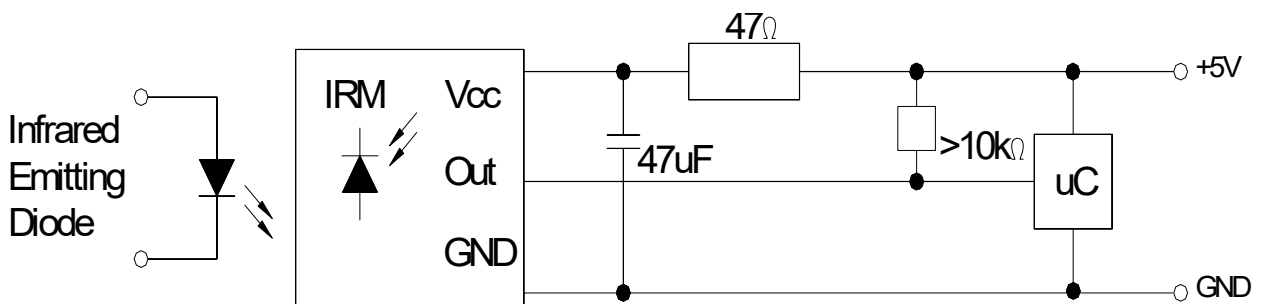 47Ω
+5V
IRM
Vcc
Infrared
Emitting
Diode
>10kΩ
47uF
Out
uC
GND
GND